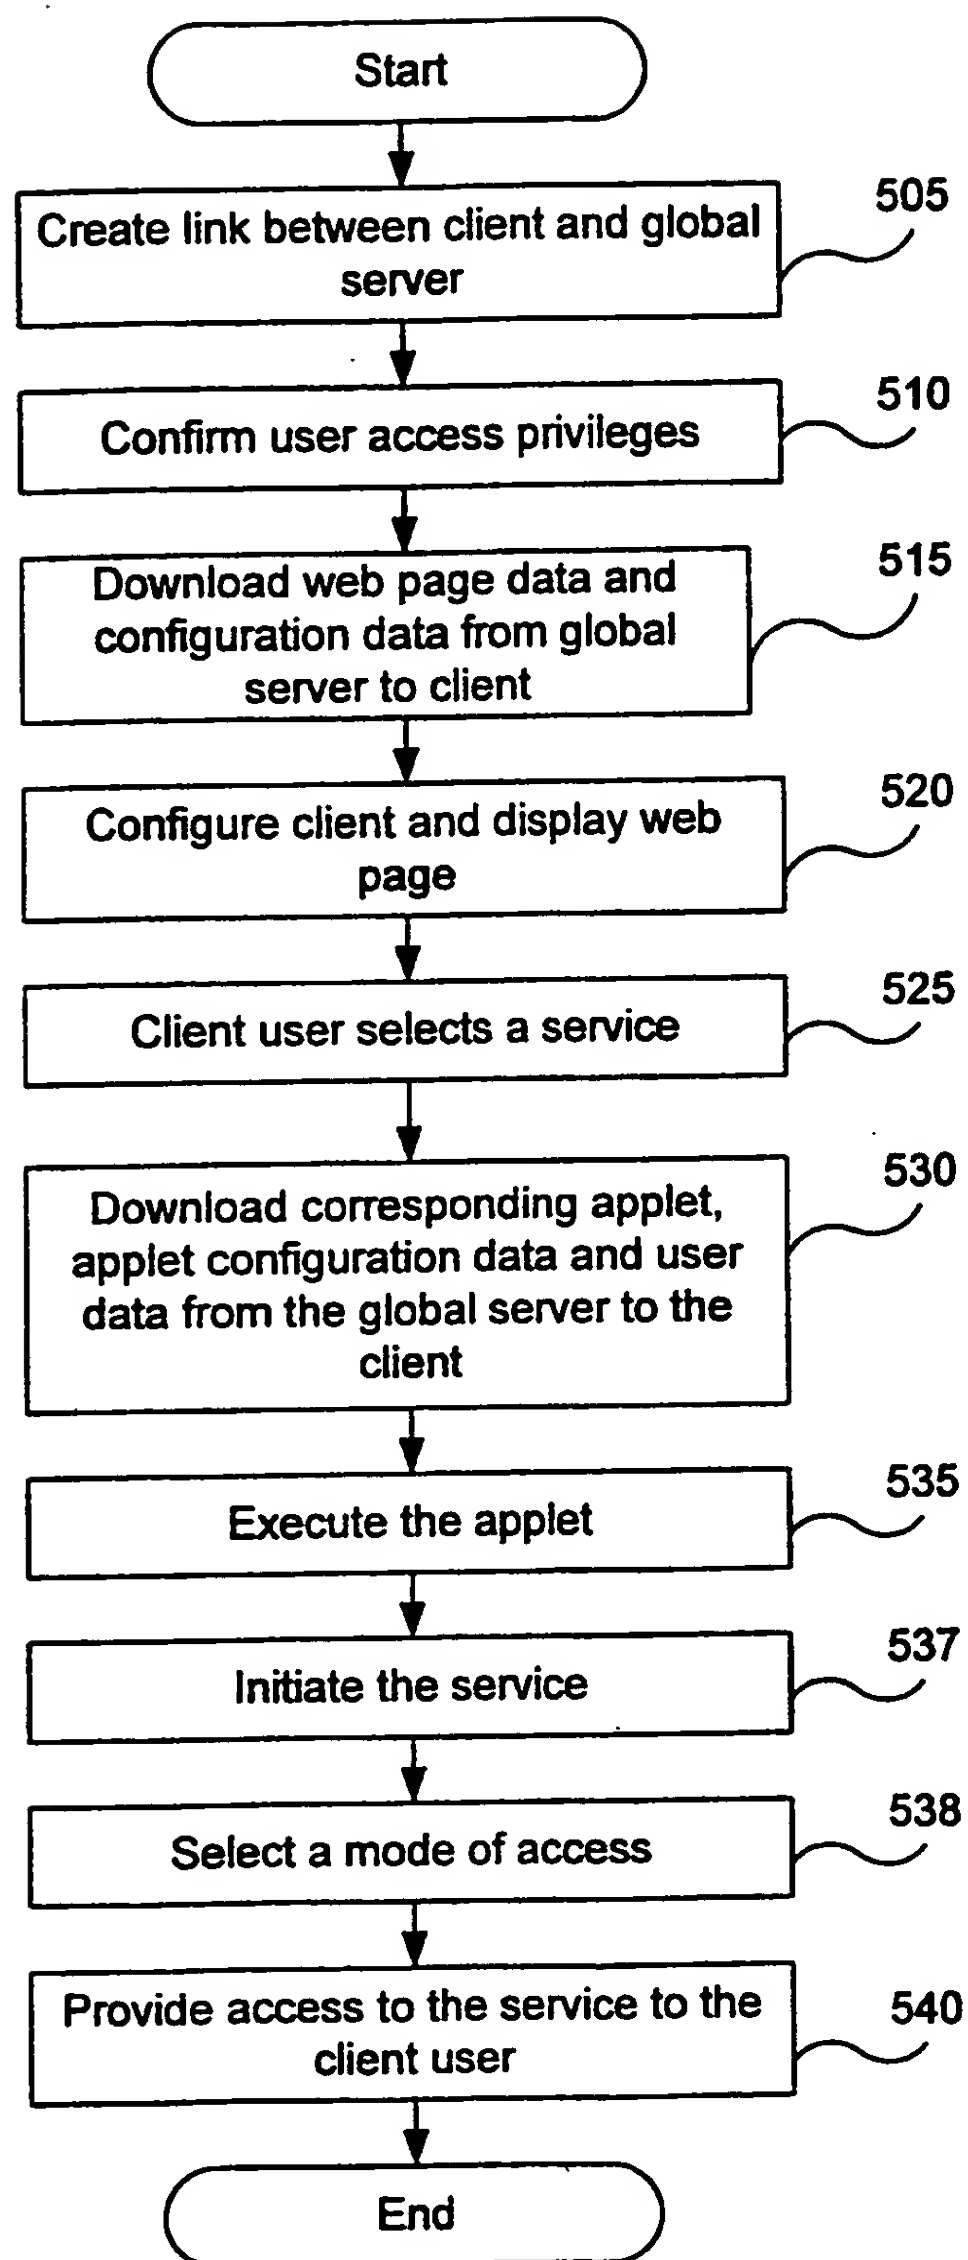 Start
505
Create link between client and global
server
510
Confirm user access privileges
515
Download web page data and
configuration data from global
server to client
520
Configure client and display web
page
525
Client user selects a service
530
Download corresponding applet,
applet configuration data and user
data from the global server to the
client
535
Execute the applet
537
Initiate the service
538
Select a mode of access
540
Provide access to the service to the
client user
End